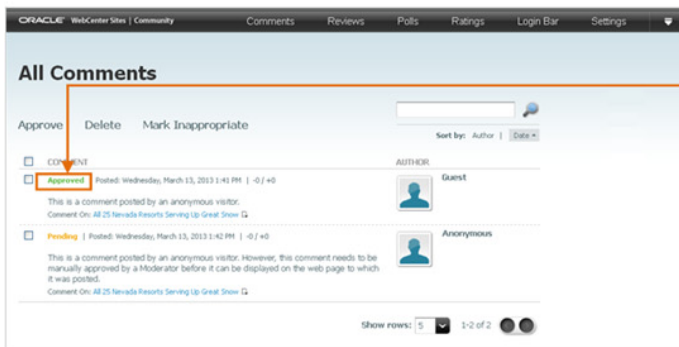 ORACLE WebCenter Sites | Community Comments Reviews Polls Ratings Login Bar Settings
All Comments
Approve Delete Mark Inappropriate
Sort by: Author | Date
COMMENT AUTHOR
Approved Posted: Wednesday, March 13, 2013 1:41 PM | -0 / +0 Guest
This is a comment posted by an anonymous visitor.
Comment On: All 25 Nevada Resorts Serving Up Great Snow
Pending | Posted: Wednesday, March 13, 2013 1:42 PM | -0 / +0 Anonymous
This is a comment posted by an anonymous visitor. However, this comment needs to be
manually approved by a Moderator before it can be displayed on the web page to which
it was posted.
Comment On: All 25 Nevada Resorts Serving Up Great Snow
Show rows: 5 1-2 of 2